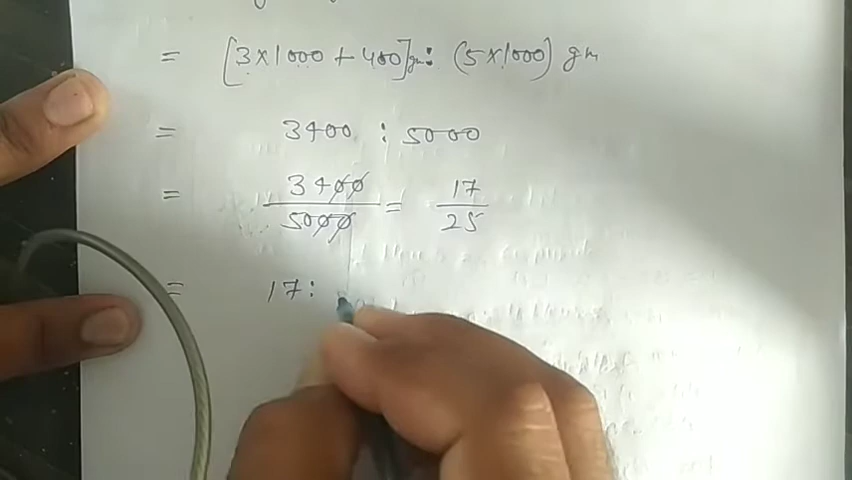 = [3×1000 + 400]gm : (5×1000) gm
= 3400 : 5000
= 3400/5000 = 17/25
= 17: